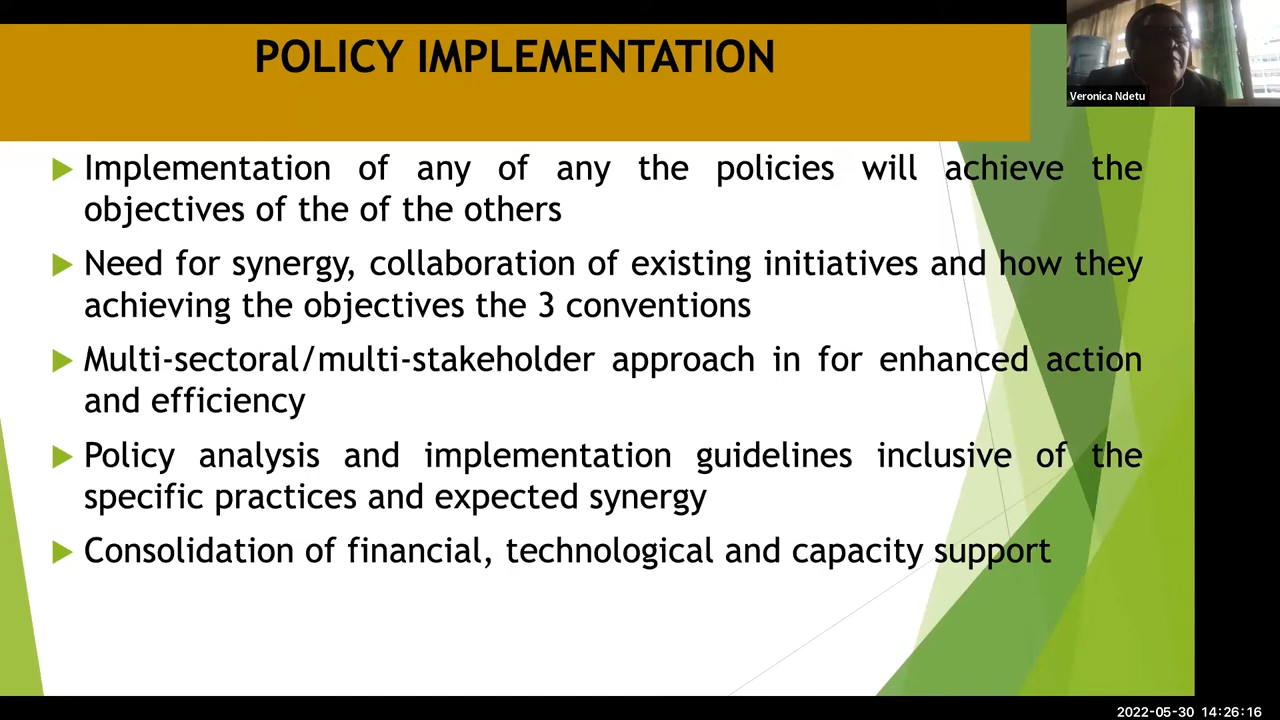 POLICY IMPLEMENTATION
Veronica Ndetu
Implementation of any of any the policies will achieve the
objectives of the of the others
Need for synergy, collaboration of existing initiatives and how they
achieving the objectives the 3 conventions
Multi-sectoral/multi-stakeholder approach in for enhanced action
and efficiency
Policy analysis and implementation guidelines inclusive of the
specific practices and expected synergy
Consolidation of financial, technological and capacity support
2022-05-30 14:26:16